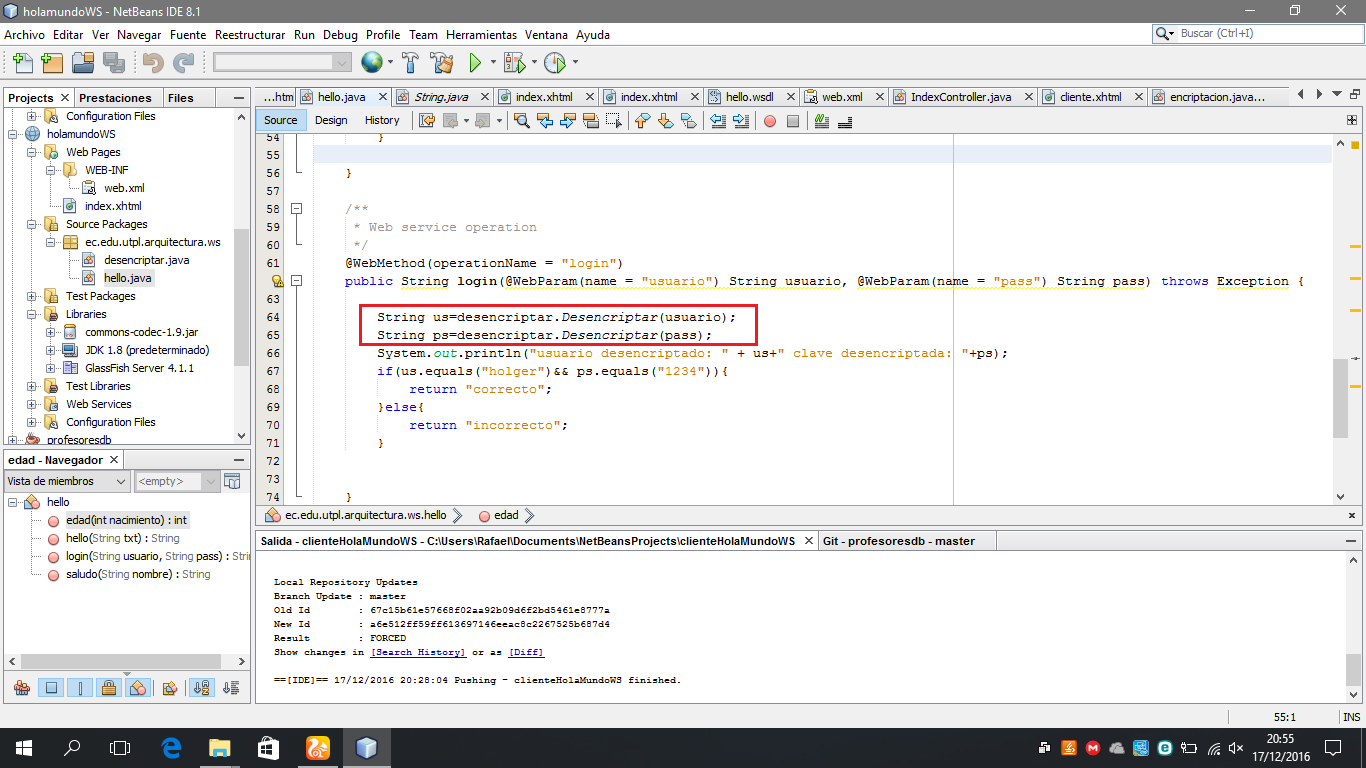 holamundoWS - NetBeans IDE 8.1
Archivo Editar Ver Navegar Fuente Reestructurar Run Debug Profile Team Herramientas Ventana Ayuda
Buscar (Ctrl+I)
Projects Prestaciones Files
Configuration Files
holamundoWS
Web Pages
WEB-INF
web.xml
index.xhtml
Source Packages
ec.edu.utpl.arquitectura.ws
desencriptar.java
hello.java
Test Packages
Libraries
commons-codec-1.9.jar
JDK 1.8 (predeterminado)
GlassFish Server 4.1.1
Test Libraries
Web Services
Configuration Files
profesoresdb
edad - Navegador
Vista de miembros <empty>
hello
edad(int nacimiento) : int
hello(String txt) : String
login(String usuario, String pass) : Strin
saludo(String nombre) : String
...htm hello.java String.java index.xhtml index.xhtml hello.wsdl web.xml IndexController.java cliente.xhtml encriptacion.java...
Source Design History
54 }
55
56 }
57
58 /**
59 * Web service operation
60 */
61 @WebMethod(operationName = "login")
public String login(@WebParam(name = "usuario") String usuario, @WebParam(name = "pass") String pass) throws Exception {
63
64 String us=desencriptar.Desencriptar(usuario);
65 String ps=desencriptar.Desencriptar(pass);
66 System.out.println("usuario desencriptado: " + us+" clave desencriptada: "+ps);
67 if(us.equals("holger")&& ps.equals("1234")){
68 return "correcto";
69 }else{
70 return "incorrecto";
71 }
72
73
74 }
ec.edu.utpl.arquitectura.ws.hello edad
Salida - clienteHolaMundoWS - C:\Users\Rafael\Documents\NetBeansProjects\clienteHolaMundoWS Git - profesoresdb - master
Local Repository Updates
Branch Update : master
Old Id : 67c15b61e57668f02aa92b09d6f2bd5461e8777a
New Id : a6e512ff59ff613697146eeac8c2267525b687d4
Result : FORCED
Show changes in [Search History] or as [Diff]
==[IDE]== 17/12/2016 20:28:04 Pushing - clienteHolaMundoWS finished.
55:1 INS
20:55
17/12/2016